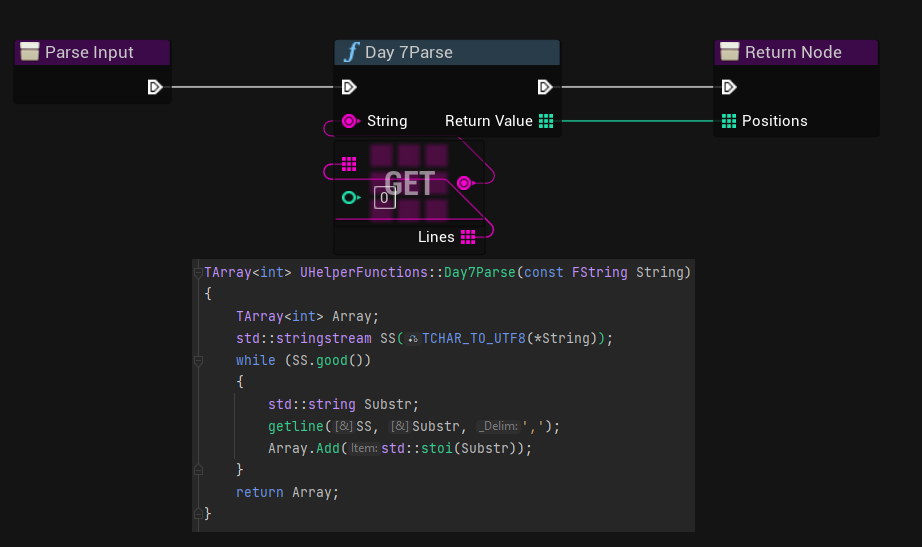 Parse Input
Day 7Parse
Return Node
String
Return Value
Positions
GET
0
Lines
TArray<int> UHelperFunctions::Day7Parse(const FString String)
{
    TArray<int> Array;
    std::stringstream SS(TCHAR_TO_UTF8(*String));
    while (SS.good())
    {
        std::string Substr;
        getline([&]SS, [&]Substr, _Delim:',');
        Array.Add(Item:std::stoi(Substr));
    }
    return Array;
}